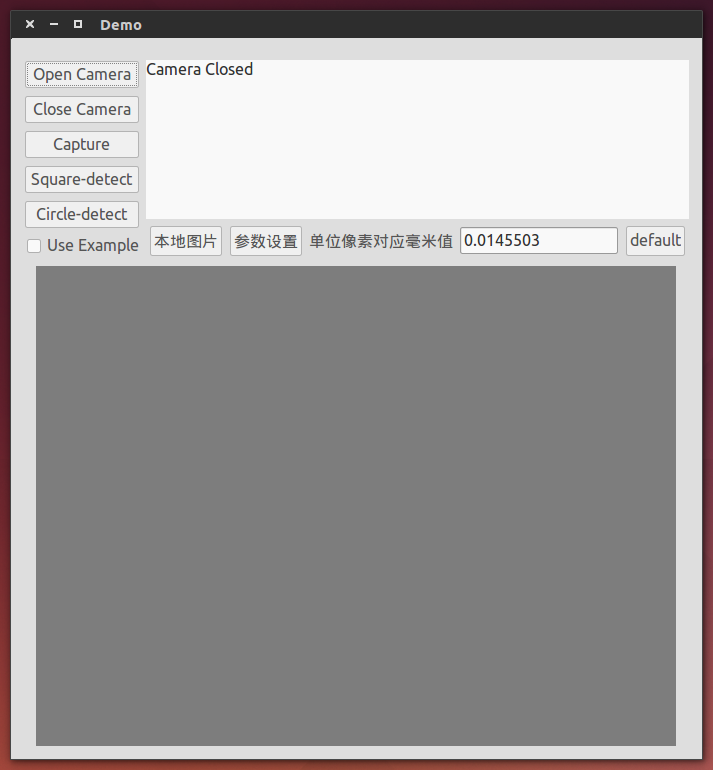 Demo
Open Camera
Camera Closed
Close Camera
Capture
Square-detect
Circle-detect
Use Example
本地图片 参数设置 单位像素对应毫米值 0.0145503 default